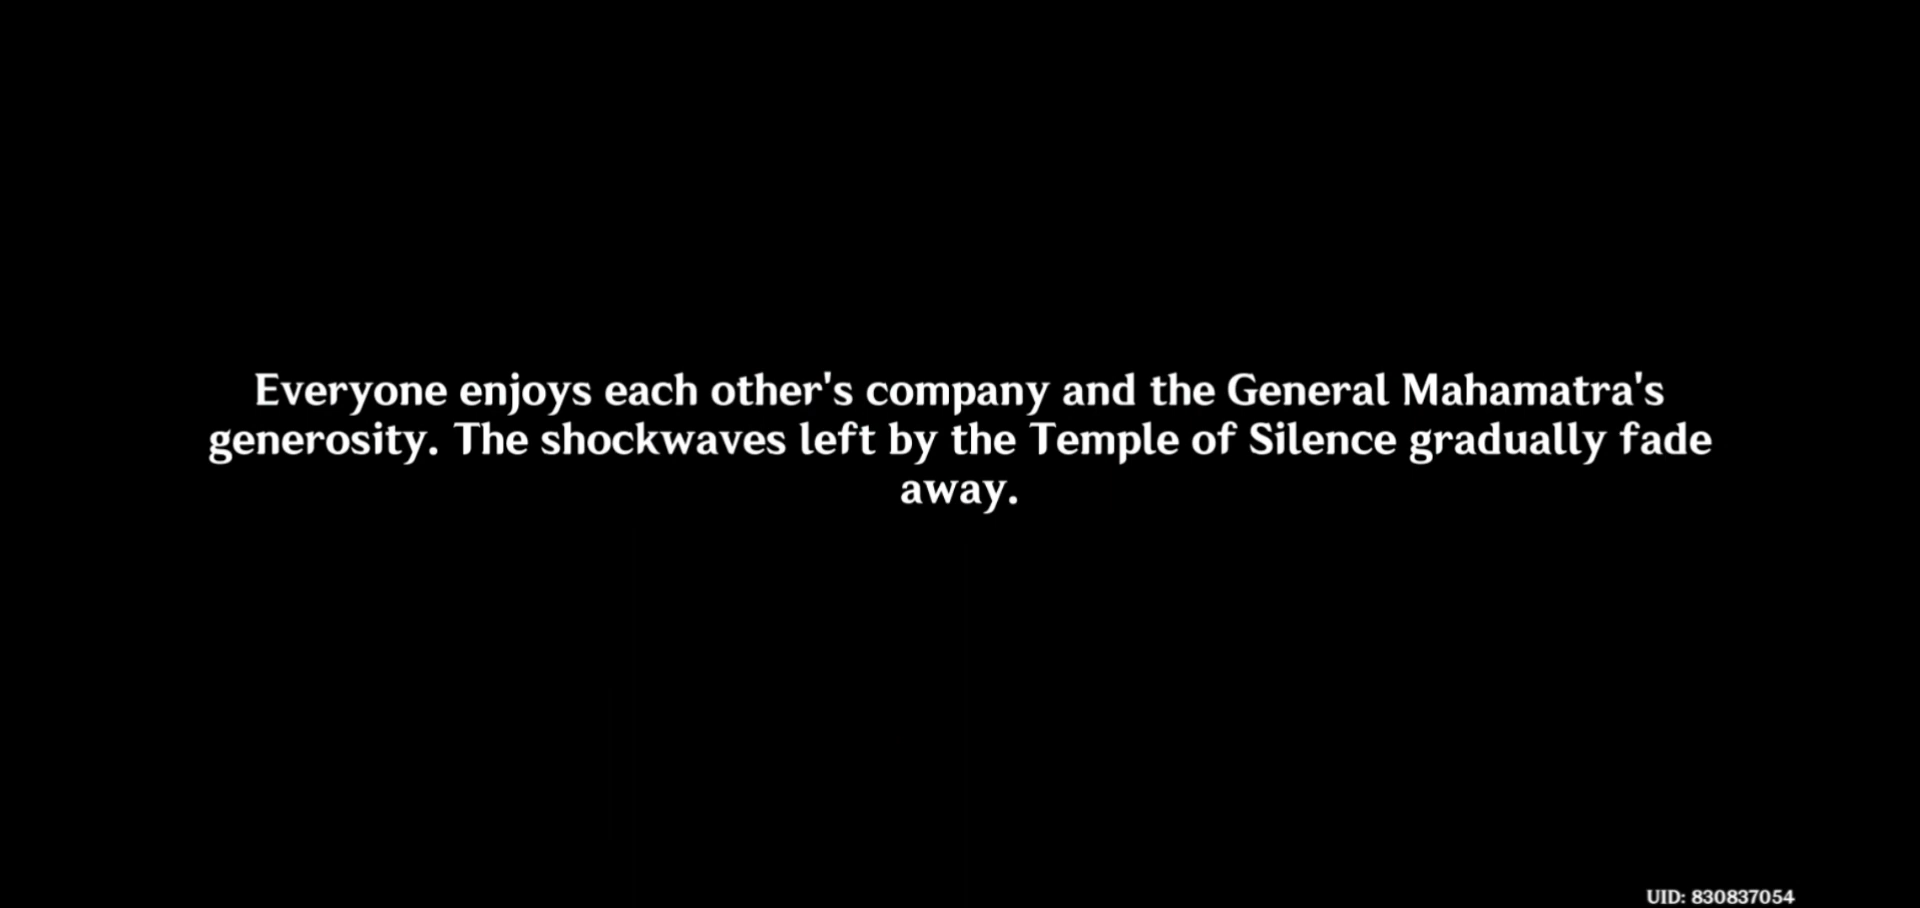 Everyone enjoys each other's company and the General Mahamatra's
generosity. The shockwaves left by the Temple of Silence gradually fade
away.
UID: 830837054